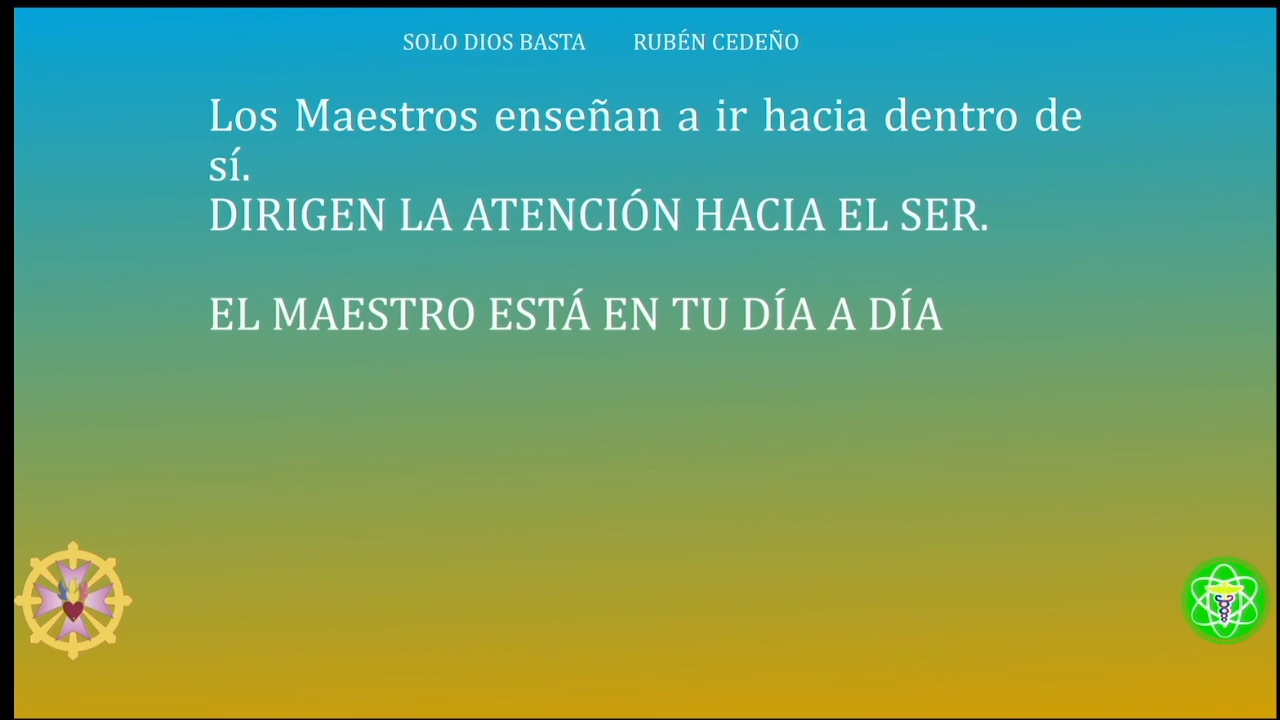 SOLO DIOS BASTA RUBÉN CEDEÑO
Los Maestros enseñan a ir hacia dentro de
sí.
DIRIGEN LA ATENCIÓN HACIA EL SER.
EL MAESTRO ESTÁ EN TU DÍA A DÍA